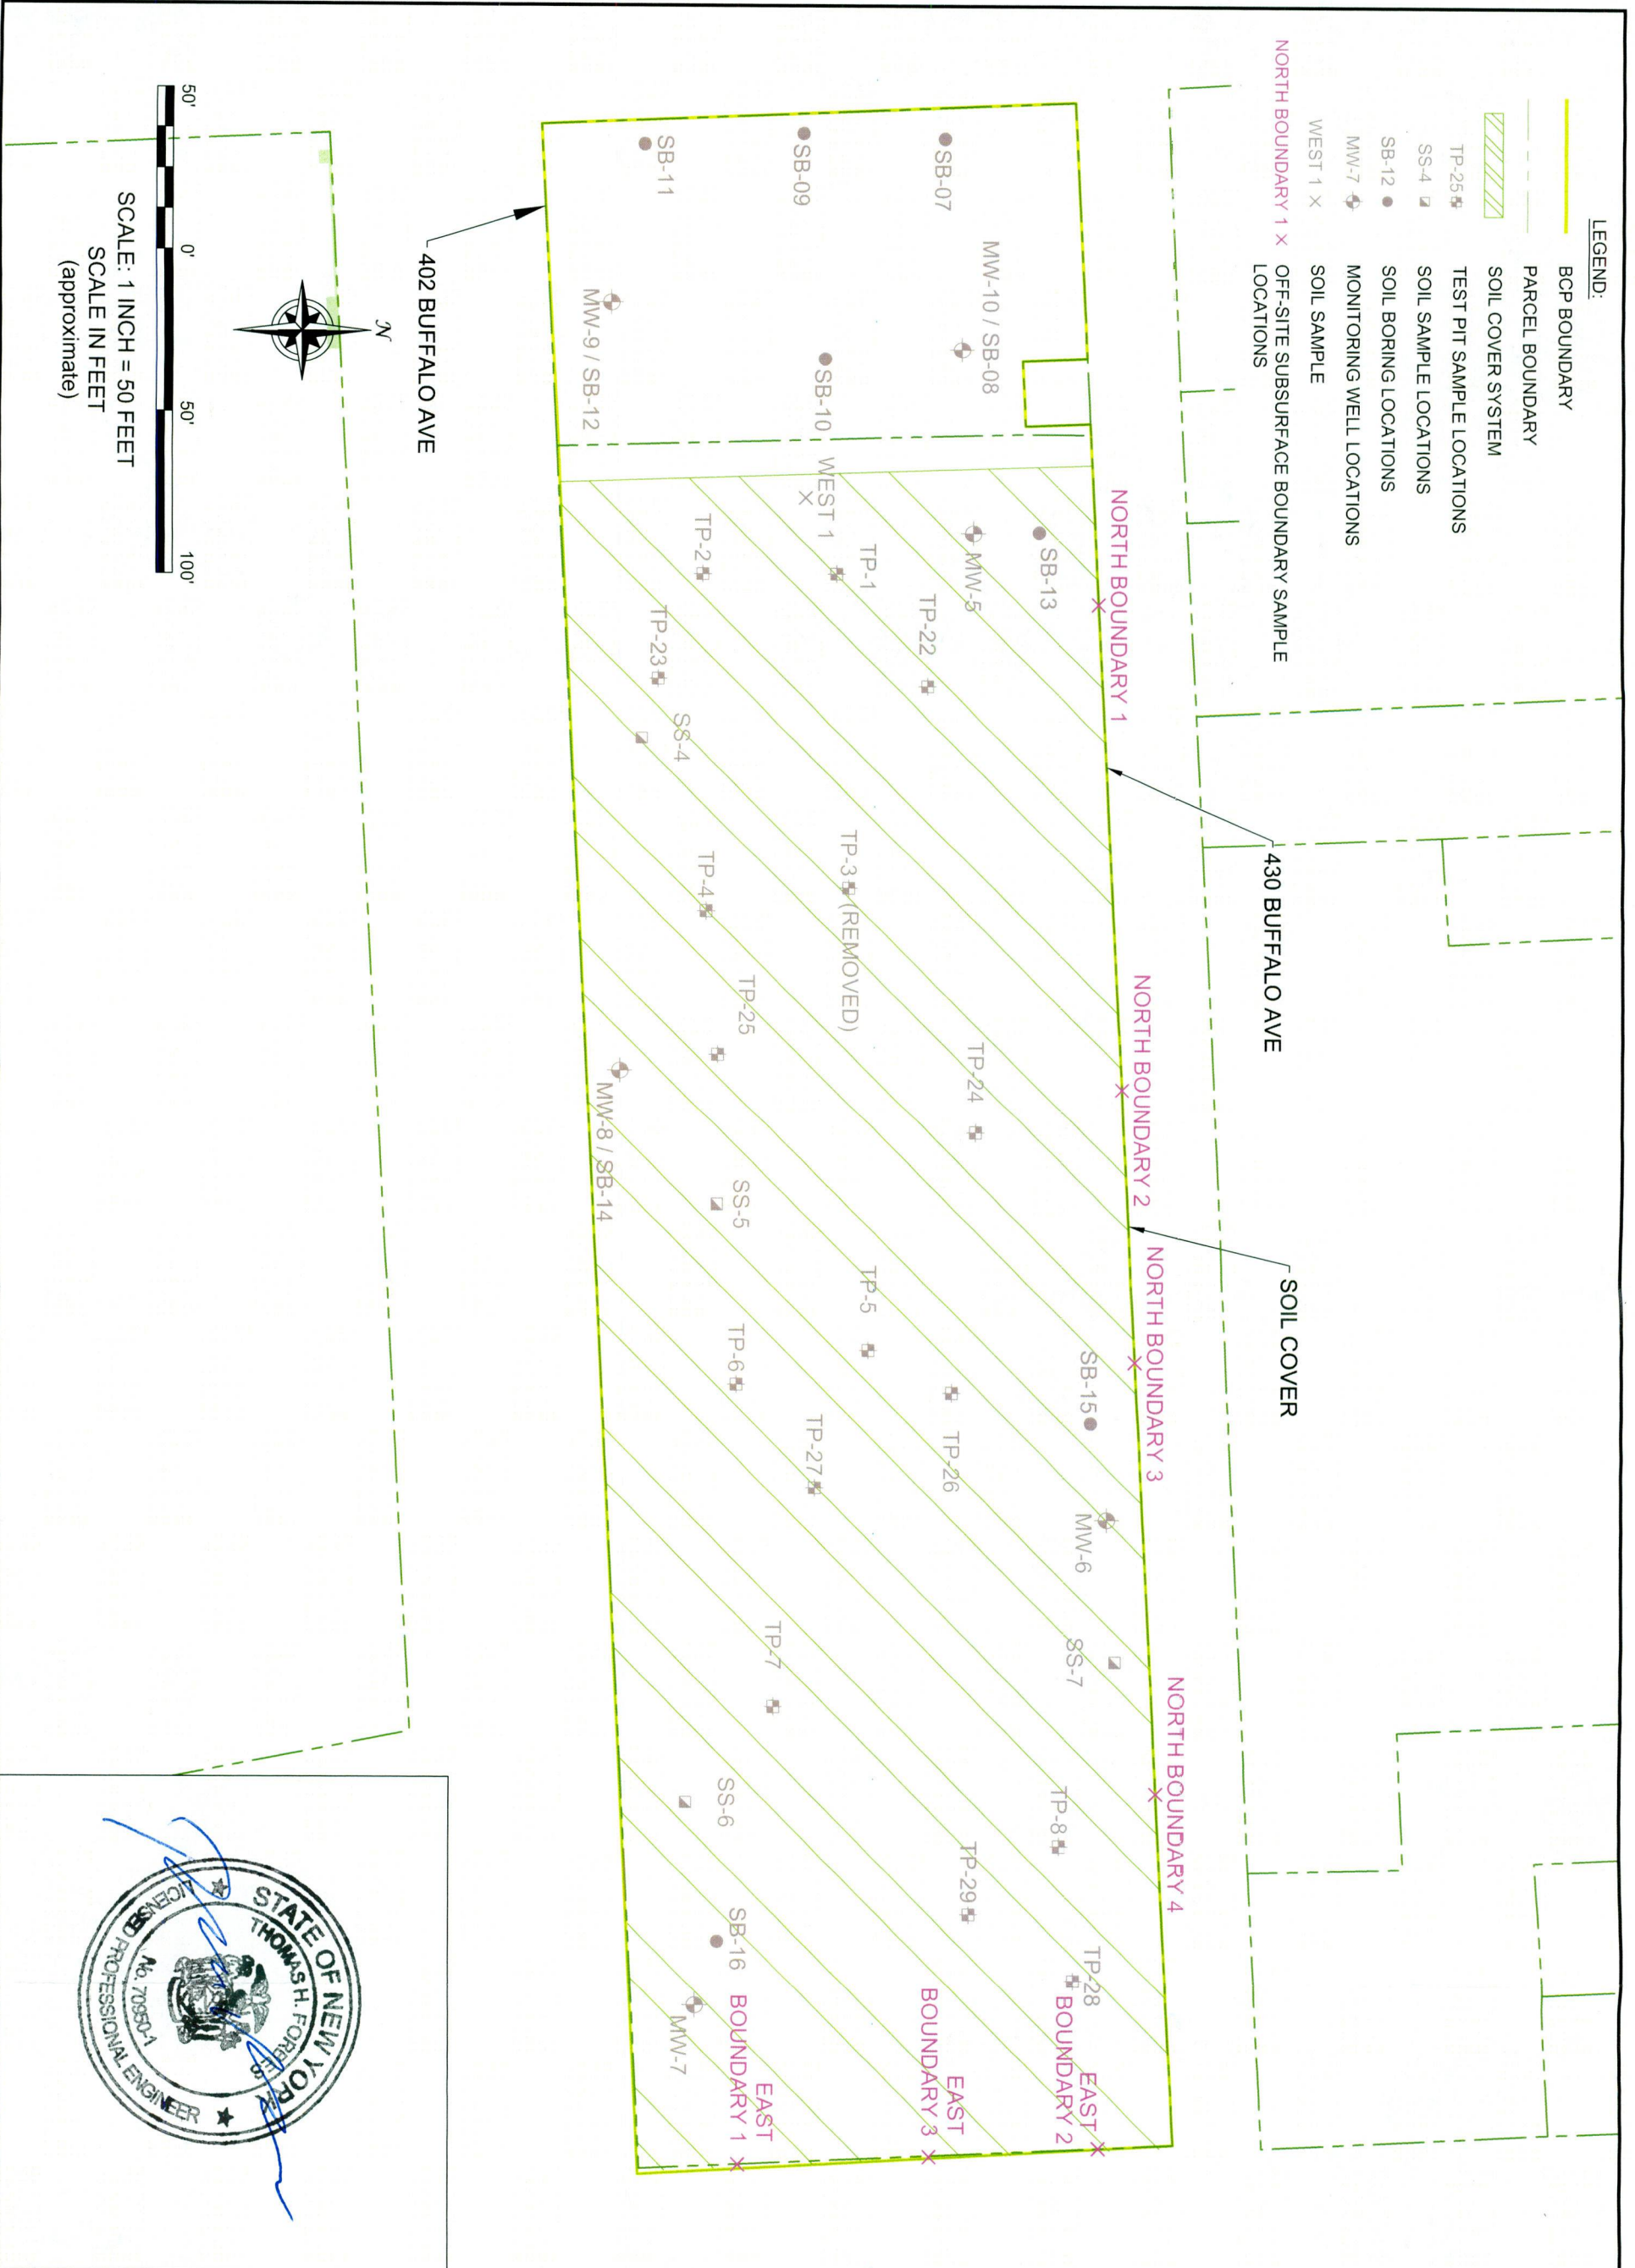 LEGEND:
BCP BOUNDARY
PARCEL BOUNDARY
SOIL COVER SYSTEM
TP-25 TEST PIT SAMPLE LOCATIONS
SS-4 SOIL SAMPLE LOCATIONS
SB-12 SOIL BORING LOCATIONS
MW-7 MONITORING WELL LOCATIONS
WEST 1 × SOIL SAMPLE
NORTH BOUNDARY 1 × OFF-SITE SUBSURFACE BOUNDARY SAMPLE
LOCATIONS
430 BUFFALO AVE
SOIL COVER
NORTH BOUNDARY 1
NORTH BOUNDARY 2
NORTH BOUNDARY 3
NORTH BOUNDARY 4
SB-07
MW-10 / SB-08
SB-09
SB-10
SB-11
MW-9 / SB-12
WEST 1
SB-13
MW-5
TP-1
TP-22
TP-2
TP-23
SS-4
TP-3 (REMOVED)
TP-4
TP-25
TP-24
MW-8 / SB-14
SS-5
TP-5
TP-6
TP-26
TP-27
SB-15
MW-6
SS-7
TP-7
TP-8
SS-6
TP-29
SB-16
TP-28
MW-7
EAST
BOUNDARY 2
EAST
BOUNDARY 3
EAST
BOUNDARY 1
402 BUFFALO AVE
N
50' 0' 50' 100'
SCALE: 1 INCH = 50 FEET
SCALE IN FEET
(approximate)
STATE OF NEW YORK
THOMAS H. FORBES
No. 70950-1
LICENSED PROFESSIONAL ENGINEER